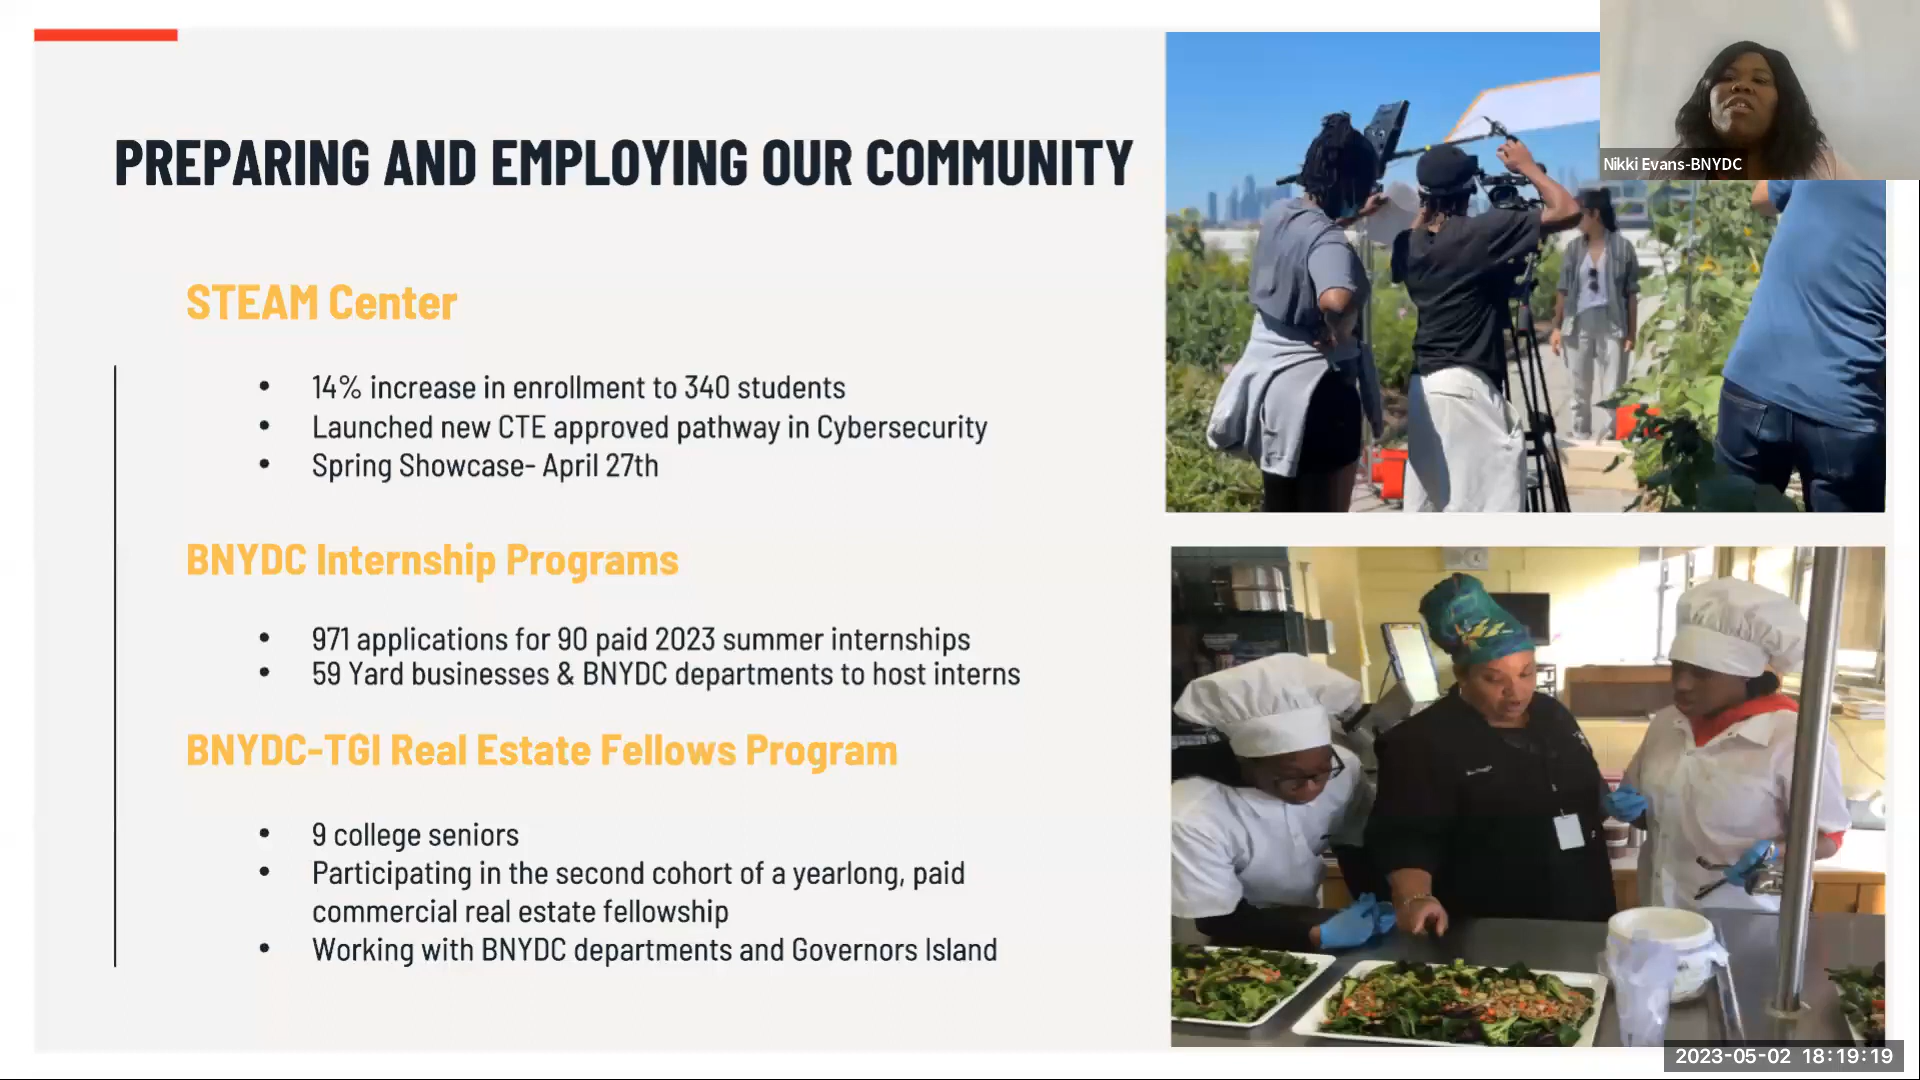 PREPARING AND EMPLOYING OUR COMMUNITY
STEAM Center
• 14% increase in enrollment to 340 students
• Launched new CTE approved pathway in Cybersecurity
• Spring Showcase- April 27th
BNYDC Internship Programs
• 971 applications for 90 paid 2023 summer internships
• 59 Yard businesses & BNYDC departments to host interns
BNYDC-TGI Real Estate Fellows Program
• 9 college seniors
• Participating in the second cohort of a yearlong, paid
commercial real estate fellowship
• Working with BNYDC departments and Governors Island
Nikki Evans-BNYDC
2023-05-02 18:19:19